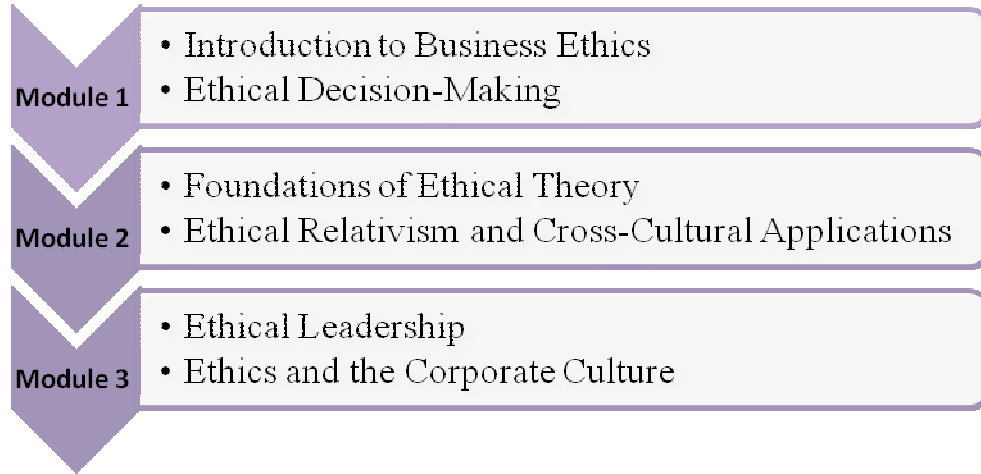 Module 1
• Introduction to Business Ethics
• Ethical Decision-Making
Module 2
• Foundations of Ethical Theory
• Ethical Relativism and Cross-Cultural Applications
Module 3
• Ethical Leadership
• Ethics and the Corporate Culture